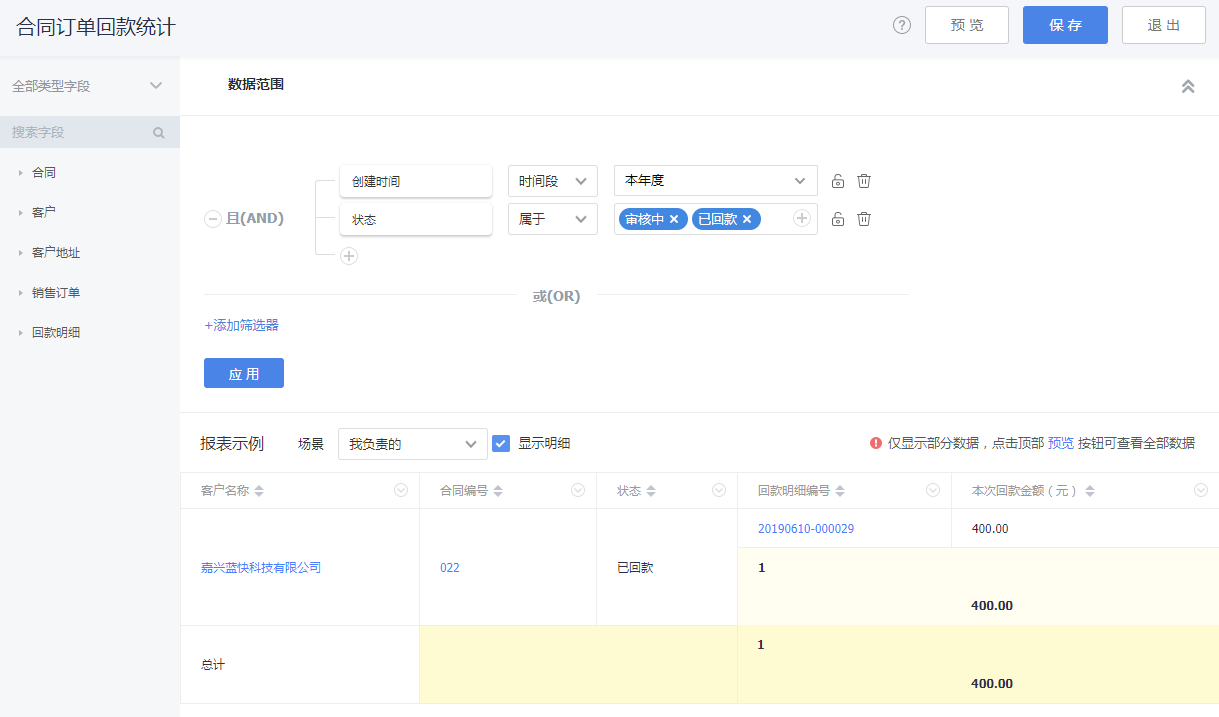 合同订单回款统计
? 预 览 保 存 退 出
全部类型字段
数据范围
搜索字段
合同
客户
客户地址
销售订单
回款明细
且(AND)
创建时间 时间段 本年度
状态 属于 审核中 × 已回款 ×
或(OR)
+添加筛选器
应 用
报表示例 场景 我负责的 显示明细 仅显示部分数据，点击顶部 预览 按钮可查看全部数据
客户名称 合同编号 状态 回款明细编号 本次回款金额（元）
20190610-000029 400.00
嘉兴蓝快科技有限公司 022 已回款 1
400.00
1
总计
400.00